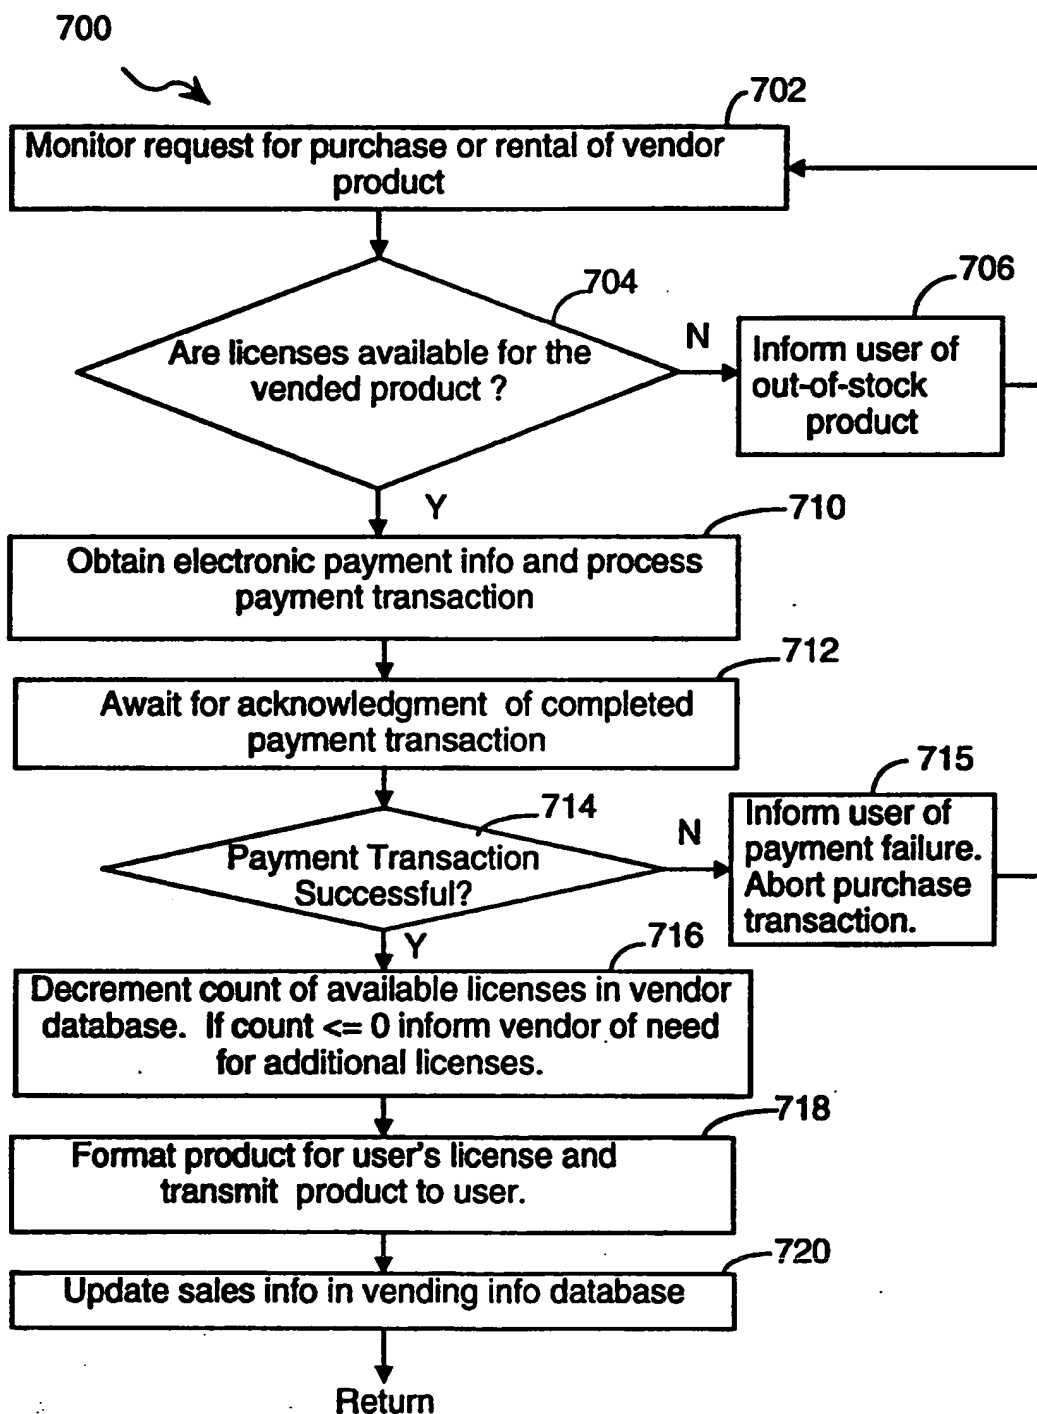 700
702
Monitor request for purchase or rental of vendor
product
704
Are licenses available for the
vended product ?
N
706
Inform user of
out-of-stock
product
Y
710
Obtain electronic payment info and process
payment transaction
712
Await for acknowledgment of completed
payment transaction
714
Payment Transaction
Successful?
N
715
Inform user of
payment failure.
Abort purchase
transaction.
Y
716
Decrement count of available licenses in vendor
database. If count <= 0 inform vendor of need
for additional licenses.
718
Format product for user's license and
transmit product to user.
720
Update sales info in vending info database
Return